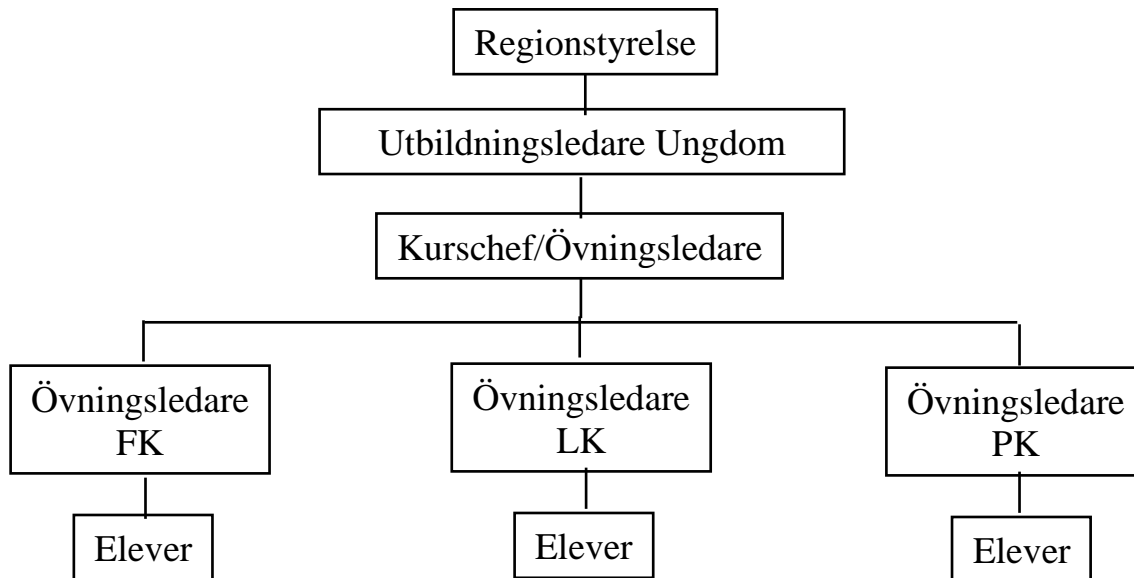 Regionstyrelse
Utbildningsledare Ungdom
Kurschef/Övningsledare
Övningsledare
FK
Övningsledare
LK
Övningsledare
PK
Elever
Elever
Elever